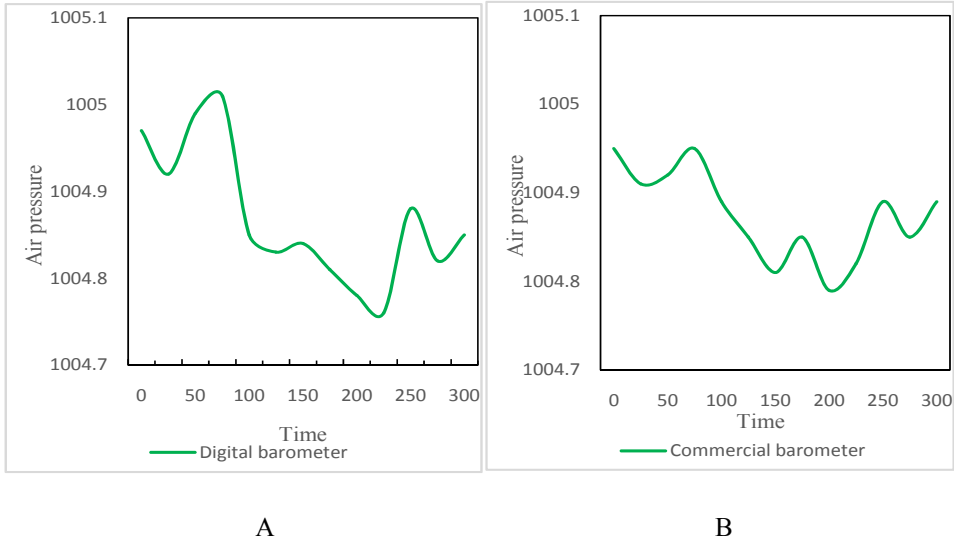 1005.1
1005
1004.9
1004.8
1004.7
Air pressure
0 50 100 150 200 250 300
Time
Digital barometer
A
1005.1
1005
1004.9
1004.8
1004.7
Air pressure
0 50 100 150 200 250 300
Time
Commercial barometer
B